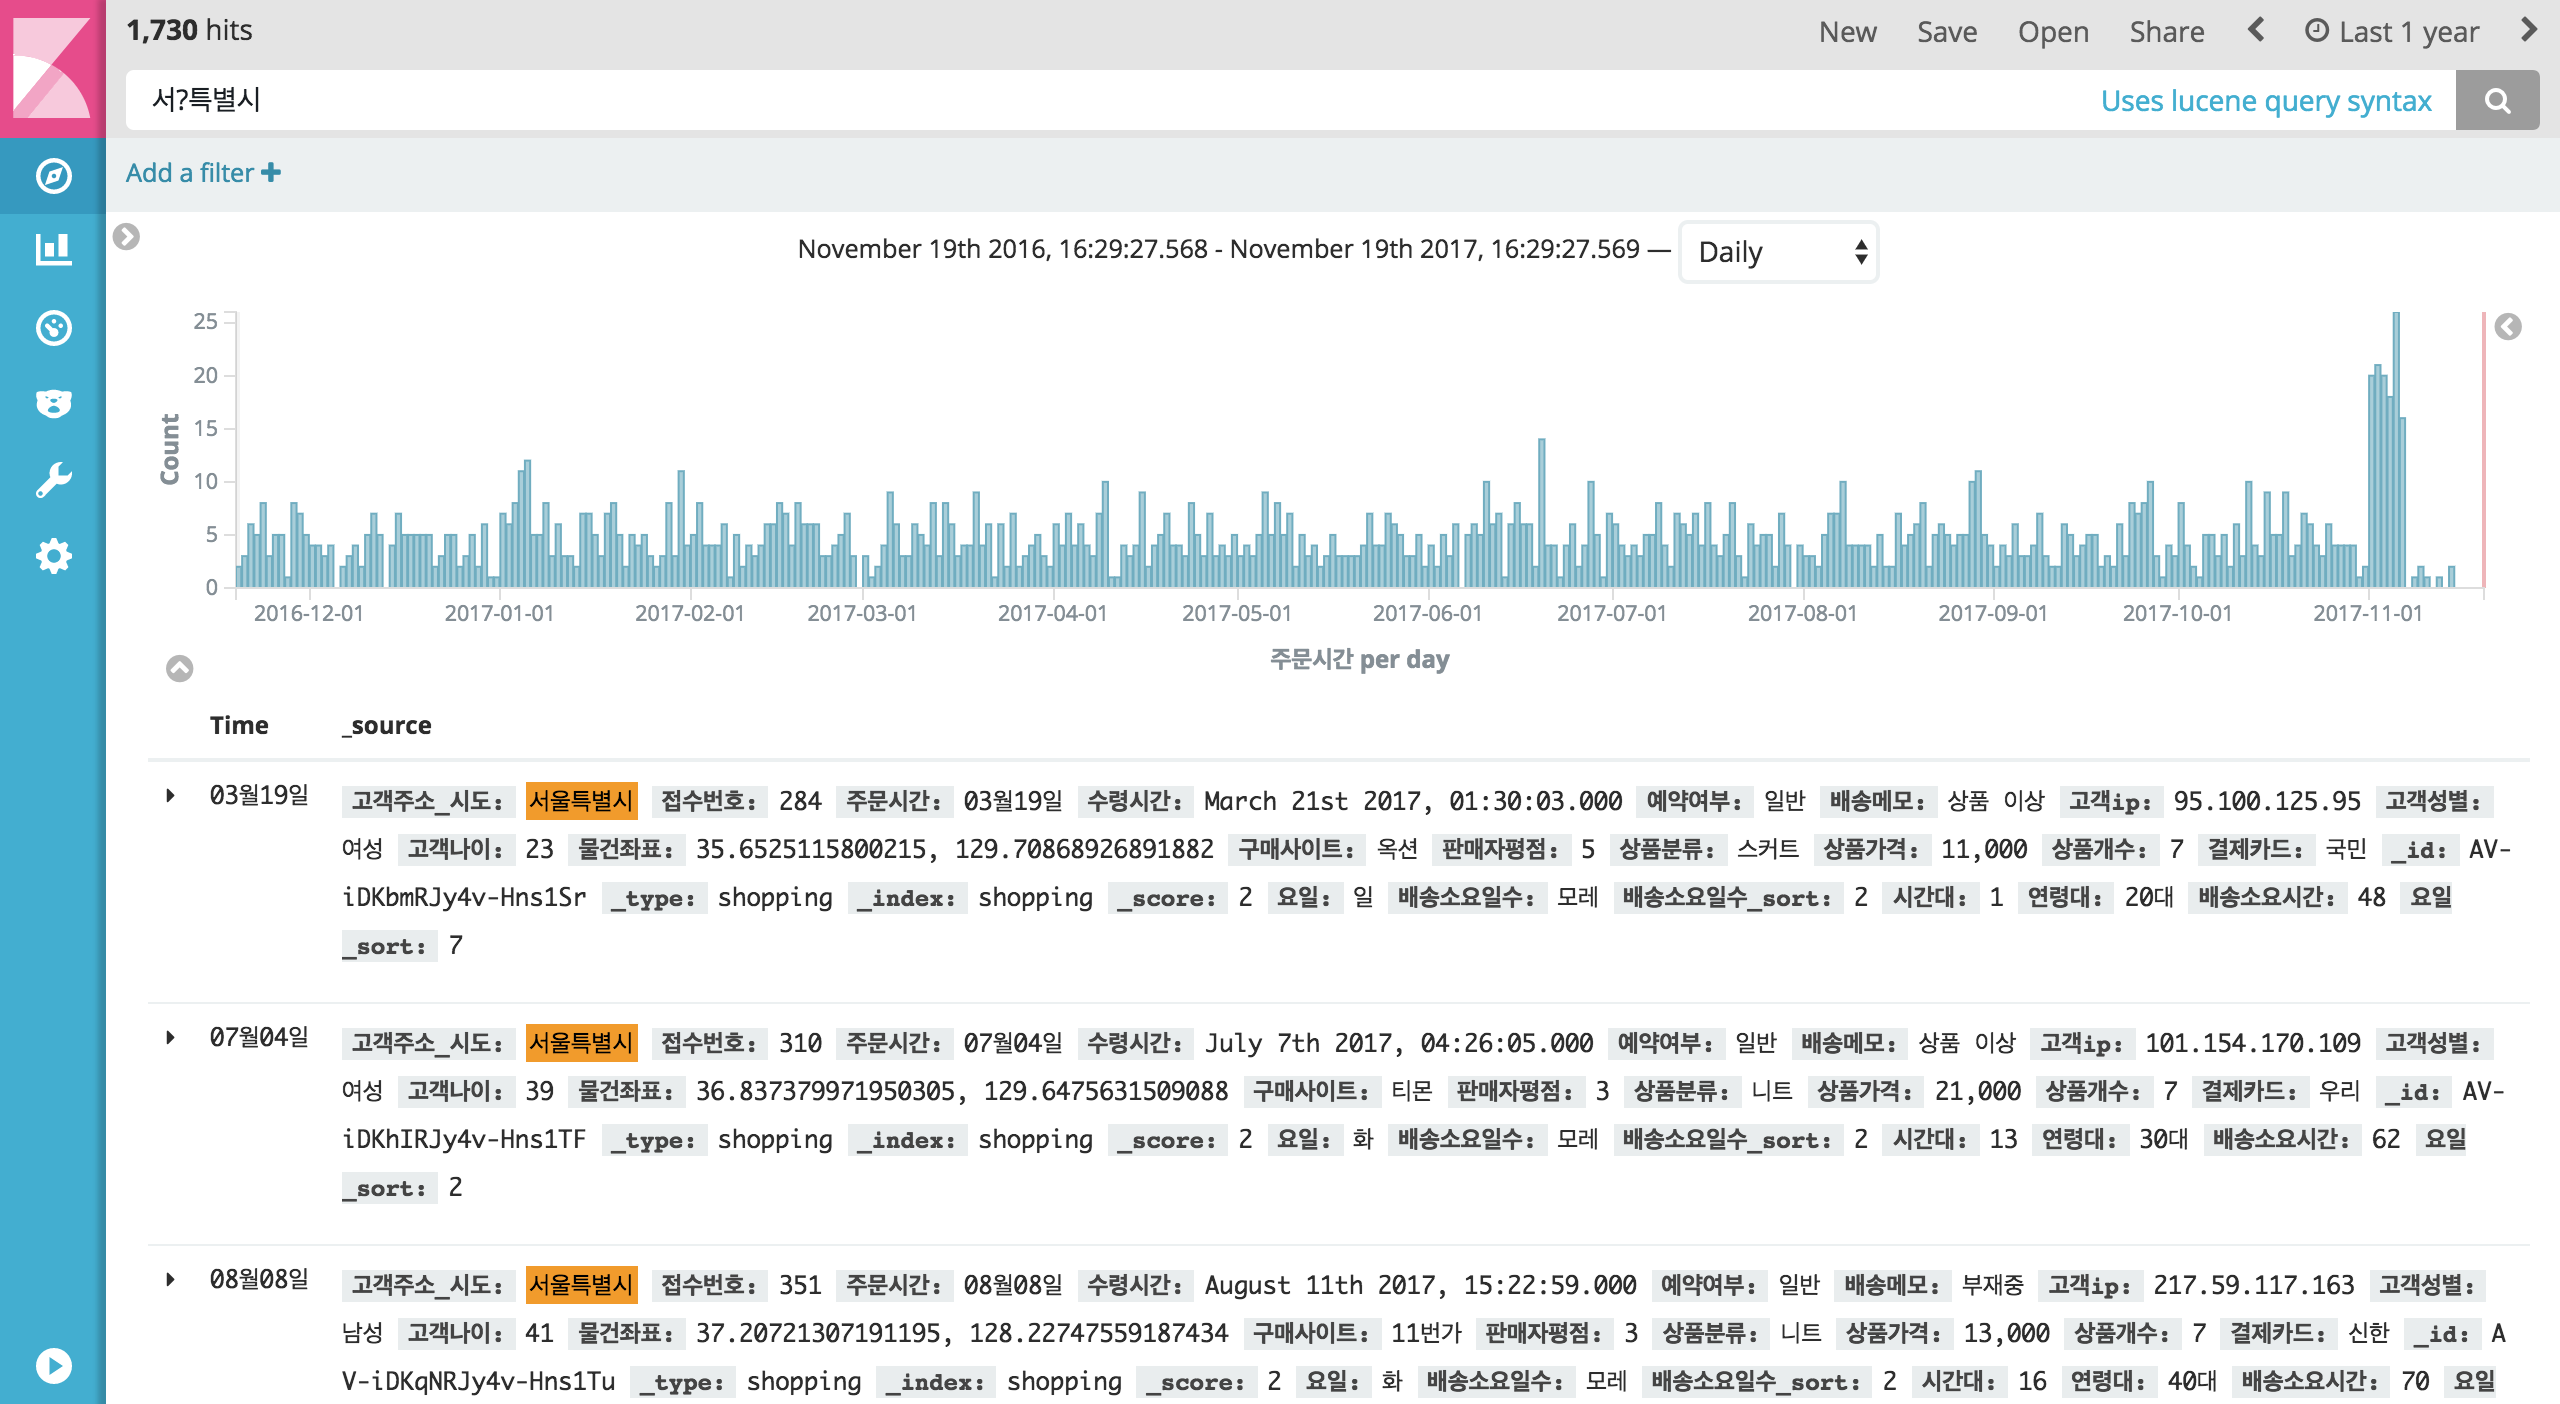 1,730 hits
New Save Open Share Last 1 year
서?특별시
Uses lucene query syntax
Add a filter
November 19th 2016, 16:29:27.568 - November 19th 2017, 16:29:27.569 — Daily
Count
25
20
15
10
5
0
2016-12-01 2017-01-01 2017-02-01 2017-03-01 2017-04-01 2017-05-01 2017-06-01 2017-07-01 2017-08-01 2017-09-01 2017-10-01 2017-11-01
주문시간 per day
Time _source
03월19일 고객주소_시도: 서울특별시 접수번호: 284 주문시간: 03월19일 수령시간: March 21st 2017, 01:30:03.000 예약여부: 일반 배송메모: 상품 이상 고객ip: 95.100.125.95 고객성별:
여성 고객나이: 23 물건좌표: 35.6525115800215, 129.70868926891882 구매사이트: 옥션 판매자평점: 5 상품분류: 스커트 상품가격: 11,000 상품개수: 7 결제카드: 국민 _id: AV-
iDKbmRJy4v-Hns1Sr _type: shopping _index: shopping _score: 2 요일: 일 배송소요일수: 모레 배송소요일수_sort: 2 시간대: 1 연령대: 20대 배송소요시간: 48 요일
_sort: 7
07월04일 고객주소_시도: 서울특별시 접수번호: 310 주문시간: 07월04일 수령시간: July 7th 2017, 04:26:05.000 예약여부: 일반 배송메모: 상품 이상 고객ip: 101.154.170.109 고객성별:
여성 고객나이: 39 물건좌표: 36.837379971950305, 129.6475631509088 구매사이트: 티몬 판매자평점: 3 상품분류: 니트 상품가격: 21,000 상품개수: 7 결제카드: 우리 _id: AV-
iDKhIRJy4v-Hns1TF _type: shopping _index: shopping _score: 2 요일: 화 배송소요일수: 모레 배송소요일수_sort: 2 시간대: 13 연령대: 30대 배송소요시간: 62 요일
_sort: 2
08월08일 고객주소_시도: 서울특별시 접수번호: 351 주문시간: 08월08일 수령시간: August 11th 2017, 15:22:59.000 예약여부: 일반 배송메모: 부재중 고객ip: 217.59.117.163 고객성별:
남성 고객나이: 41 물건좌표: 37.20721307191195, 128.22747559187434 구매사이트: 11번가 판매자평점: 3 상품분류: 니트 상품가격: 13,000 상품개수: 7 결제카드: 신한 _id: A
V-iDKqNRJy4v-Hns1Tu _type: shopping _index: shopping _score: 2 요일: 화 배송소요일수: 모레 배송소요일수_sort: 2 시간대: 16 연령대: 40대 배송소요시간: 70 요일